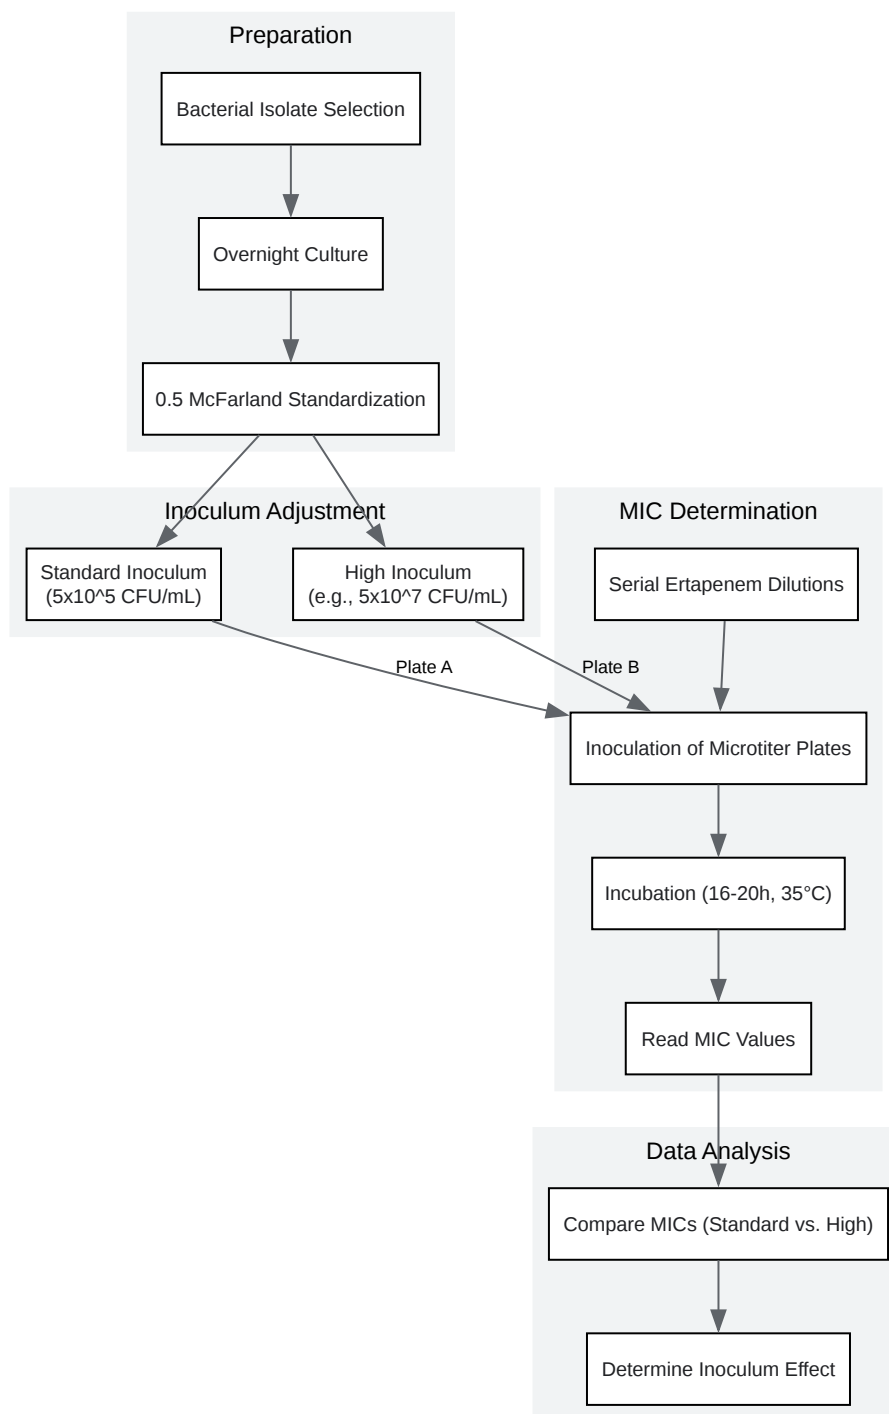 Preparation
Bacterial Isolate Selection
Overnight Culture
0.5 McFarland Standardization
Inoculum Adjustment
Standard Inoculum
(5x10^5 CFU/mL)
High Inoculum
(e.g., 5x10^7 CFU/mL)
MIC Determination
Serial Ertapenem Dilutions
Plate A
Plate B
Inoculation of Microtiter Plates
Incubation (16-20h, 35°C)
Read MIC Values
Data Analysis
Compare MICs (Standard vs. High)
Determine Inoculum Effect